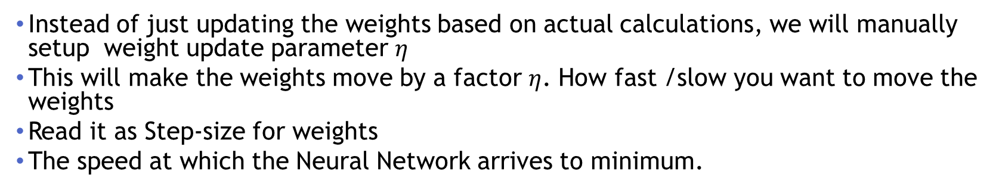 •Instead of just updating the weights based on actual calculations, we will manually
setup  weight update parameter 𝜂
•This will make the weights move by a factor 𝜂. How fast /slow you want to move the
weights
•Read it as Step-size for weights
•The speed at which the Neural Network arrives to minimum.